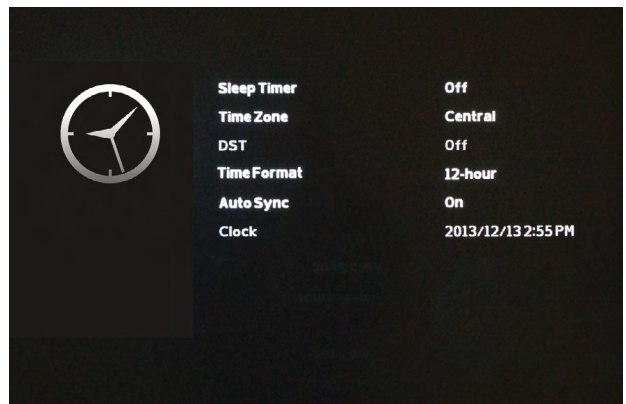 Sleep Timer Off
Time Zone Central
DST Off
Time Format 12-hour
Auto Sync On
Clock 2013/12/13 2:55 PM